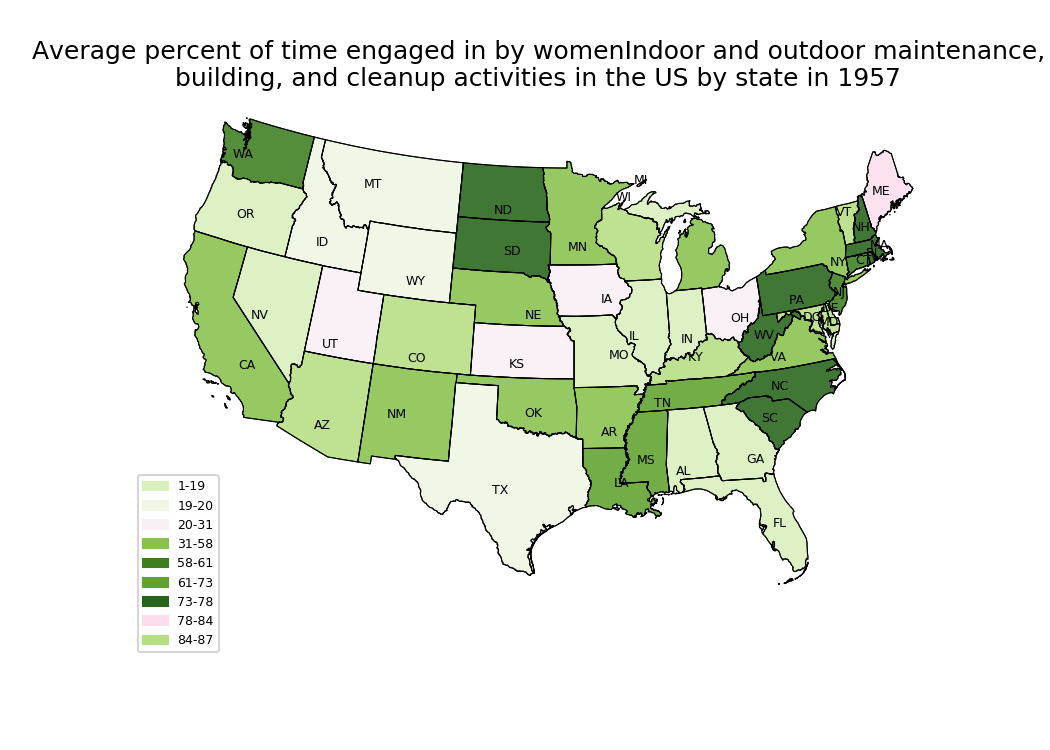 Average percent of time engaged in by womenIndoor and outdoor maintenance,
building, and cleanup activities in the US by state in 1957
WA
MT
ND
MI
WI
ME
OR
ID
SD
MN
VT
NH
MA
WY
NE
IA
NY
CT
RI
NV
UT
CO
KS
MO
IL
IN
OH
PA
NJ
DE
DC
MD
WV
KY
VA
CA
AZ
NM
OK
AR
TN
NC
SC
TX
LA
MS
AL
GA
FL
1-19
19-20
20-31
31-58
58-61
61-73
73-78
78-84
84-87